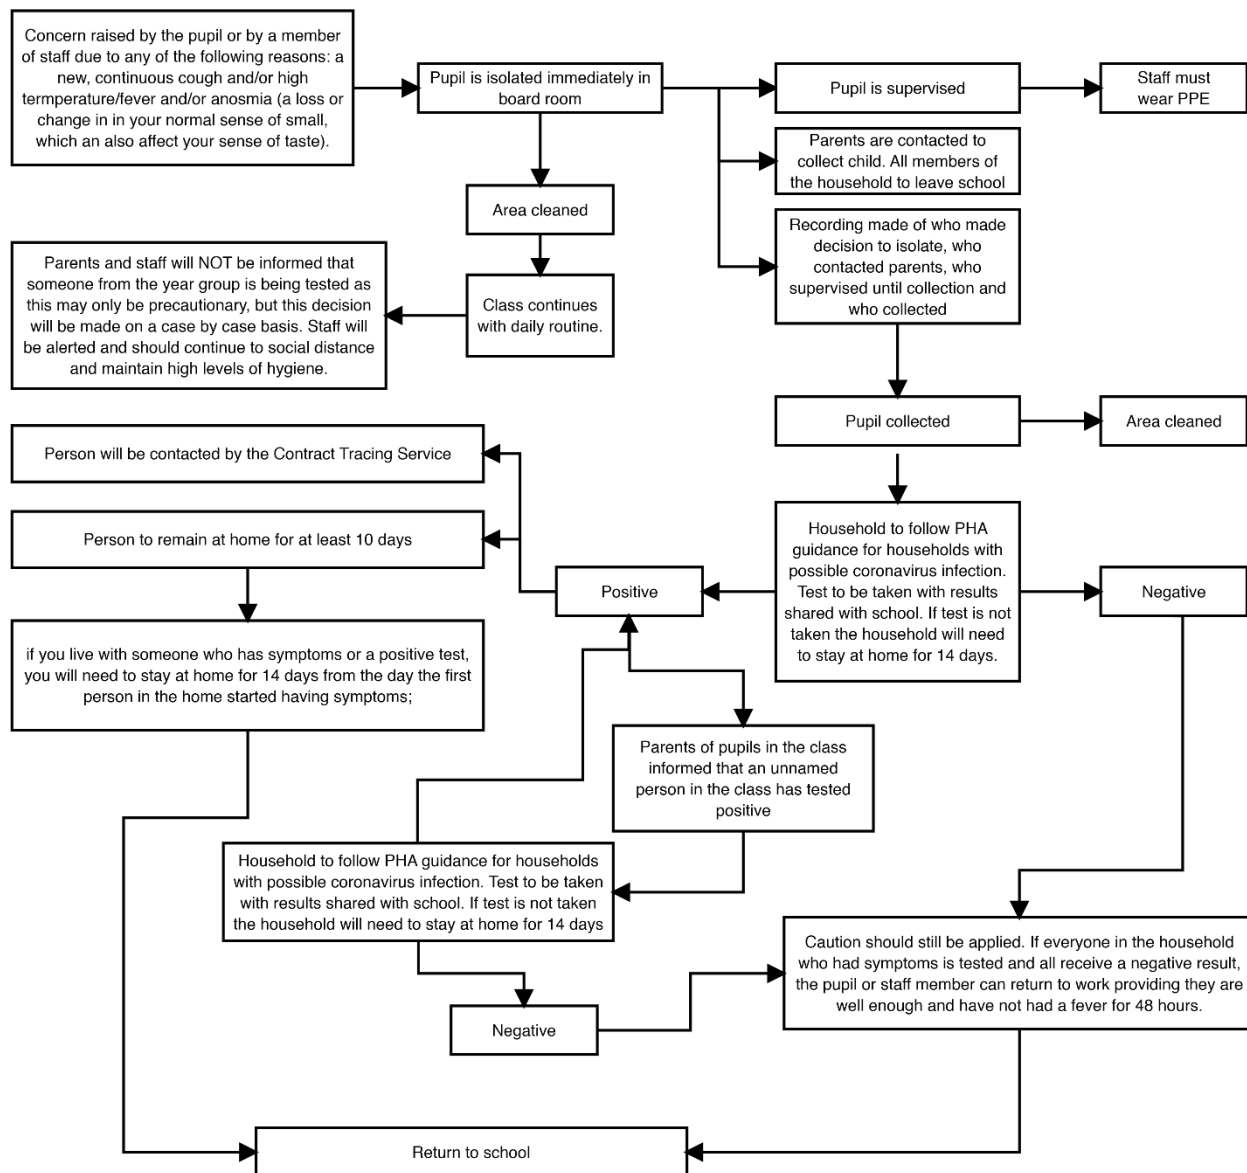 Concern raised by the pupil or by a member
of staff due to any of the following reasons: a
new, continuous cough and/or high
termperature/fever and/or anosmia (a loss or
change in in your normal sense of small,
which an also affect your sense of taste).
Pupil is isolated immediately in
board room
Pupil is supervised
Staff must
wear PPE
Parents are contacted to
collect child. All members of
the household to leave school
Area cleaned
Recording made of who made
decision to isolate, who
contacted parents, who
supervised until collection and
who collected
Parents and staff will NOT be informed that
someone from the year group is being tested as
this may only be precautionary, but this decision
will be made on a case by case basis. Staff will
be alerted and should continue to social distance
and maintain high levels of hygiene.
Class continues
with daily routine.
Pupil collected
Area cleaned
Person will be contacted by the Contract Tracing Service
Person to remain at home for at least 10 days
Household to follow PHA
guidance for households with
possible coronavirus infection.
Test to be taken with results
shared with school. If test is not
taken the household will need
to stay at home for 14 days.
Positive
Negative
if you live with someone who has symptoms or a positive test,
you will need to stay at home for 14 days from the day the first
person in the home started having symptoms;
Parents of pupils in the class
informed that an unnamed
person in the class has tested
positive
Household to follow PHA guidance for households
with possible coronavirus infection. Test to be taken
with results shared with school. If test is not taken
the household will need to stay at home for 14 days
Caution should still be applied. If everyone in the household
who had symptoms is tested and all receive a negative result,
the pupil or staff member can return to work providing they are
well enough and have not had a fever for 48 hours.
Negative
Return to school